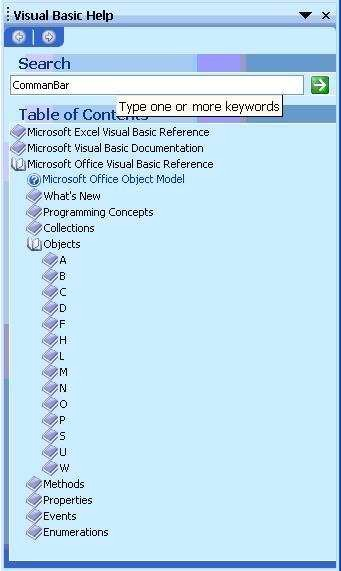 Visual Basic Help
Search
CommanBar
Type one or more keywords
Table of Contents
Microsoft Excel Visual Basic Reference
Microsoft Visual Basic Documentation
Microsoft Office Visual Basic Reference
Microsoft Office Object Model
What's New
Programming Concepts
Collections
Objects
A
B
C
D
F
H
L
M
N
O
P
S
U
W
Methods
Properties
Events
Enumerations